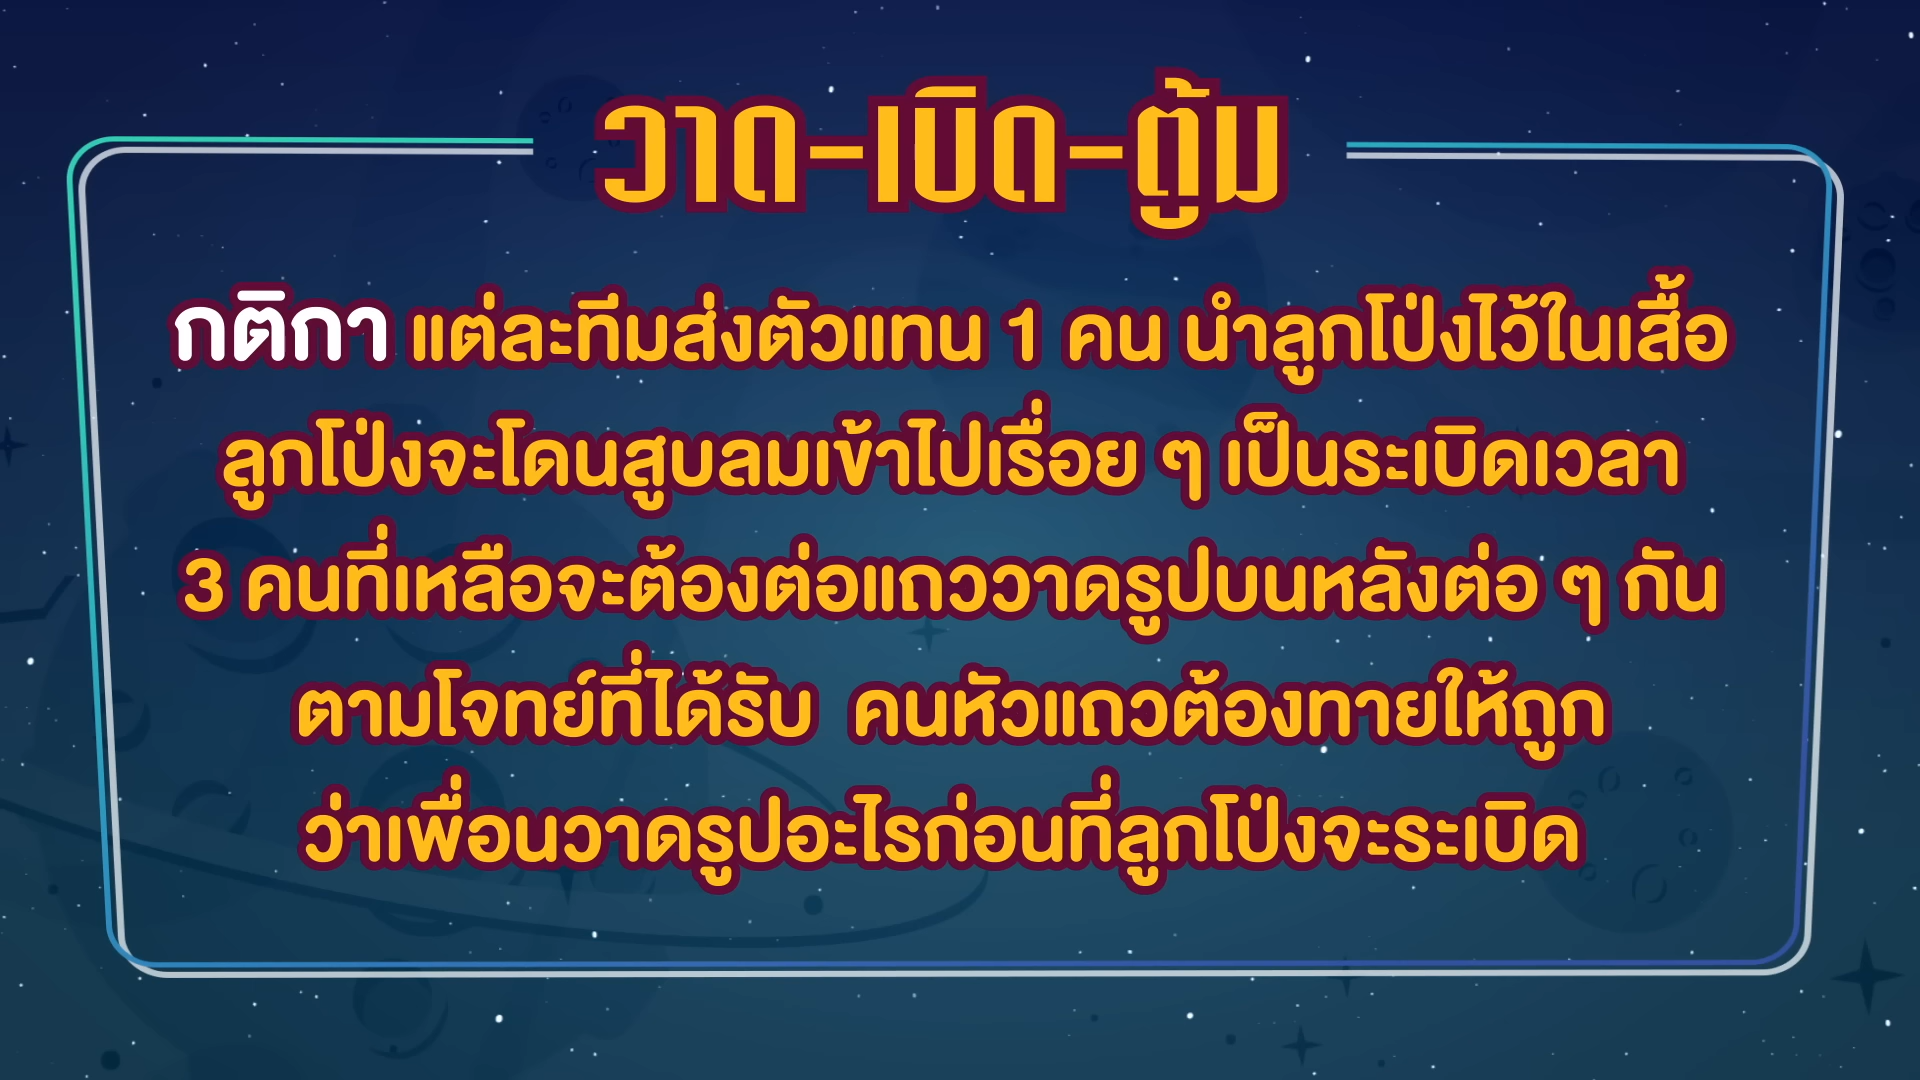 วาด-เบิด-ตู้ม
กติกา แต่ละทีมส่งตัวแทน 1 คน นำลูกโป่งไว้ในเสื้อ
ลูกโป่งจะโดนสูบลมเข้าไปเรื่อย ๆ เป็นระเบิดเวลา
3 คนที่เหลือจะต้องต่อแถววาดรูปบนหลังต่อ ๆ กัน
ตามโจทย์ที่ได้รับ คนหัวแถวต้องทายให้ถูก
ว่าเพื่อนวาดรูปอะไรก่อนที่ลูกโป่งจะระเบิด